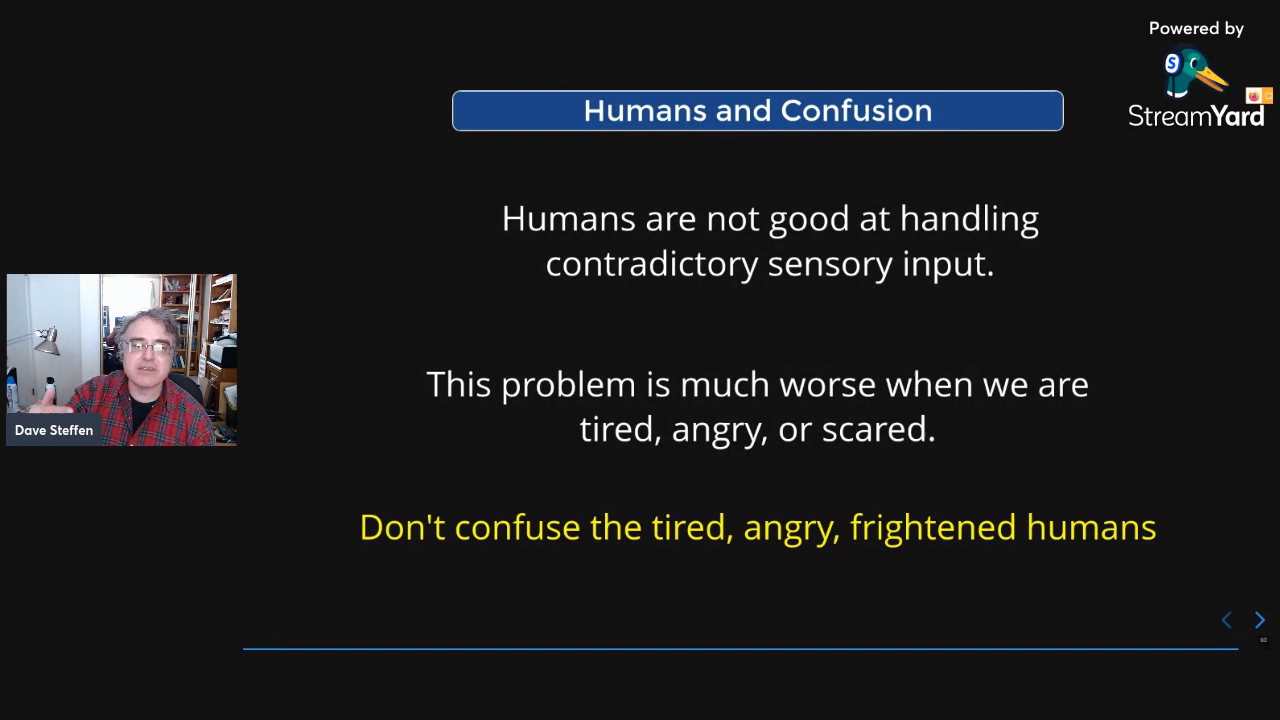 Powered by
S
StreamYard
Humans and Confusion
Humans are not good at handling
contradictory sensory input.
This problem is much worse when we are
tired, angry, or scared.
Don't confuse the tired, angry, frightened humans
Dave Steffen
60